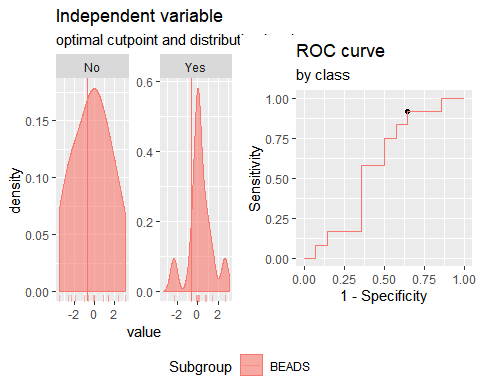 Independent variable
optimal cutpoint and distribut
No
Yes
density
0.15
0.10
0.05
0.00
0.6
0.4
0.2
0.0
-2
0
2
-2
0
2
value
ROC curve
by class
Sensitivity
1.00
0.75
0.50
0.25
0.00
0.00
0.25
0.50
0.75
1.00
1 - Specificity
Subgroup
BEADS